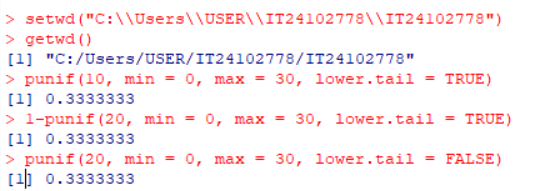 > setwd("C:\\Users\\USER\\IT24102778\\IT24102778")
> getwd()
[1] "C:/Users/USER/IT24102778/IT24102778"
> punif(10, min = 0, max = 30, lower.tail = TRUE)
[1] 0.3333333
> 1-punif(20, min = 0, max = 30, lower.tail = TRUE)
[1] 0.3333333
> punif(20, min = 0, max = 30, lower.tail = FALSE)
[1] 0.3333333